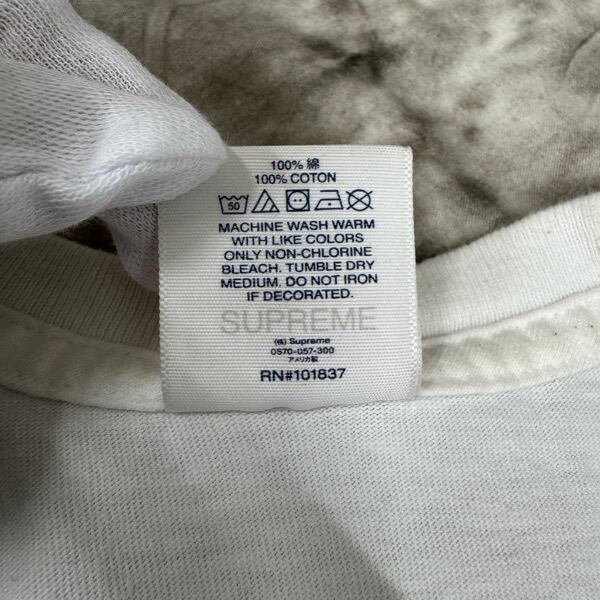 100% 綿
100% COTON
50
MACHINE WASH WARM
WITH LIKE COLORS
ONLY NON-CHLORINE
BLEACH. TUMBLE DRY
MEDIUM. DO NOT IRON
IF DECORATED.
SUPREME
(株) Supreme
0570-057-300
アメリカ製
RN#101837